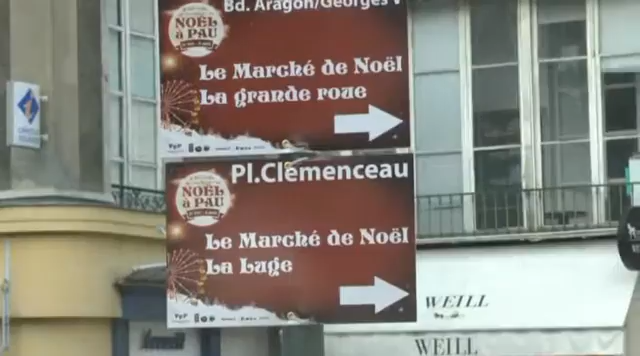 Bd. Aragon/Georges V
NOËL
à PAU
Le Marché de Noël
La grande roue
Pl.Clemenceau
NOËL
à PAU
Le Marché de Noël
La Luge
WEILL
WEILL